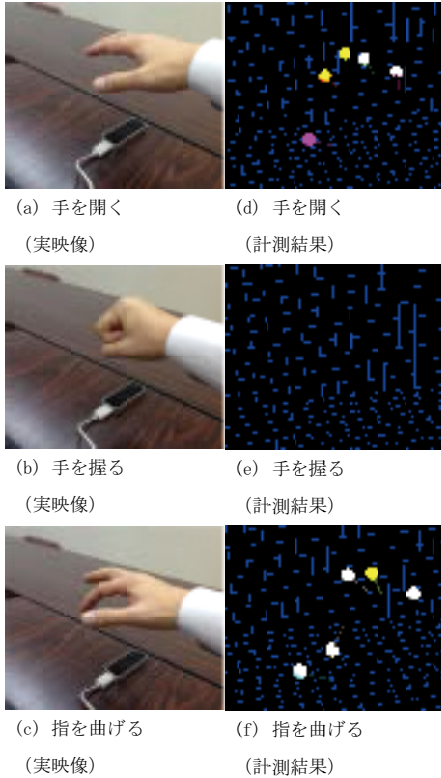 (a) 手を開く
(実映像)
(d) 手を開く
(計測結果)
(b) 手を握る
(実映像)
(e) 手を握る
(計測結果)
(c) 指を曲げる
(実映像)
(f) 指を曲げる
(計測結果)